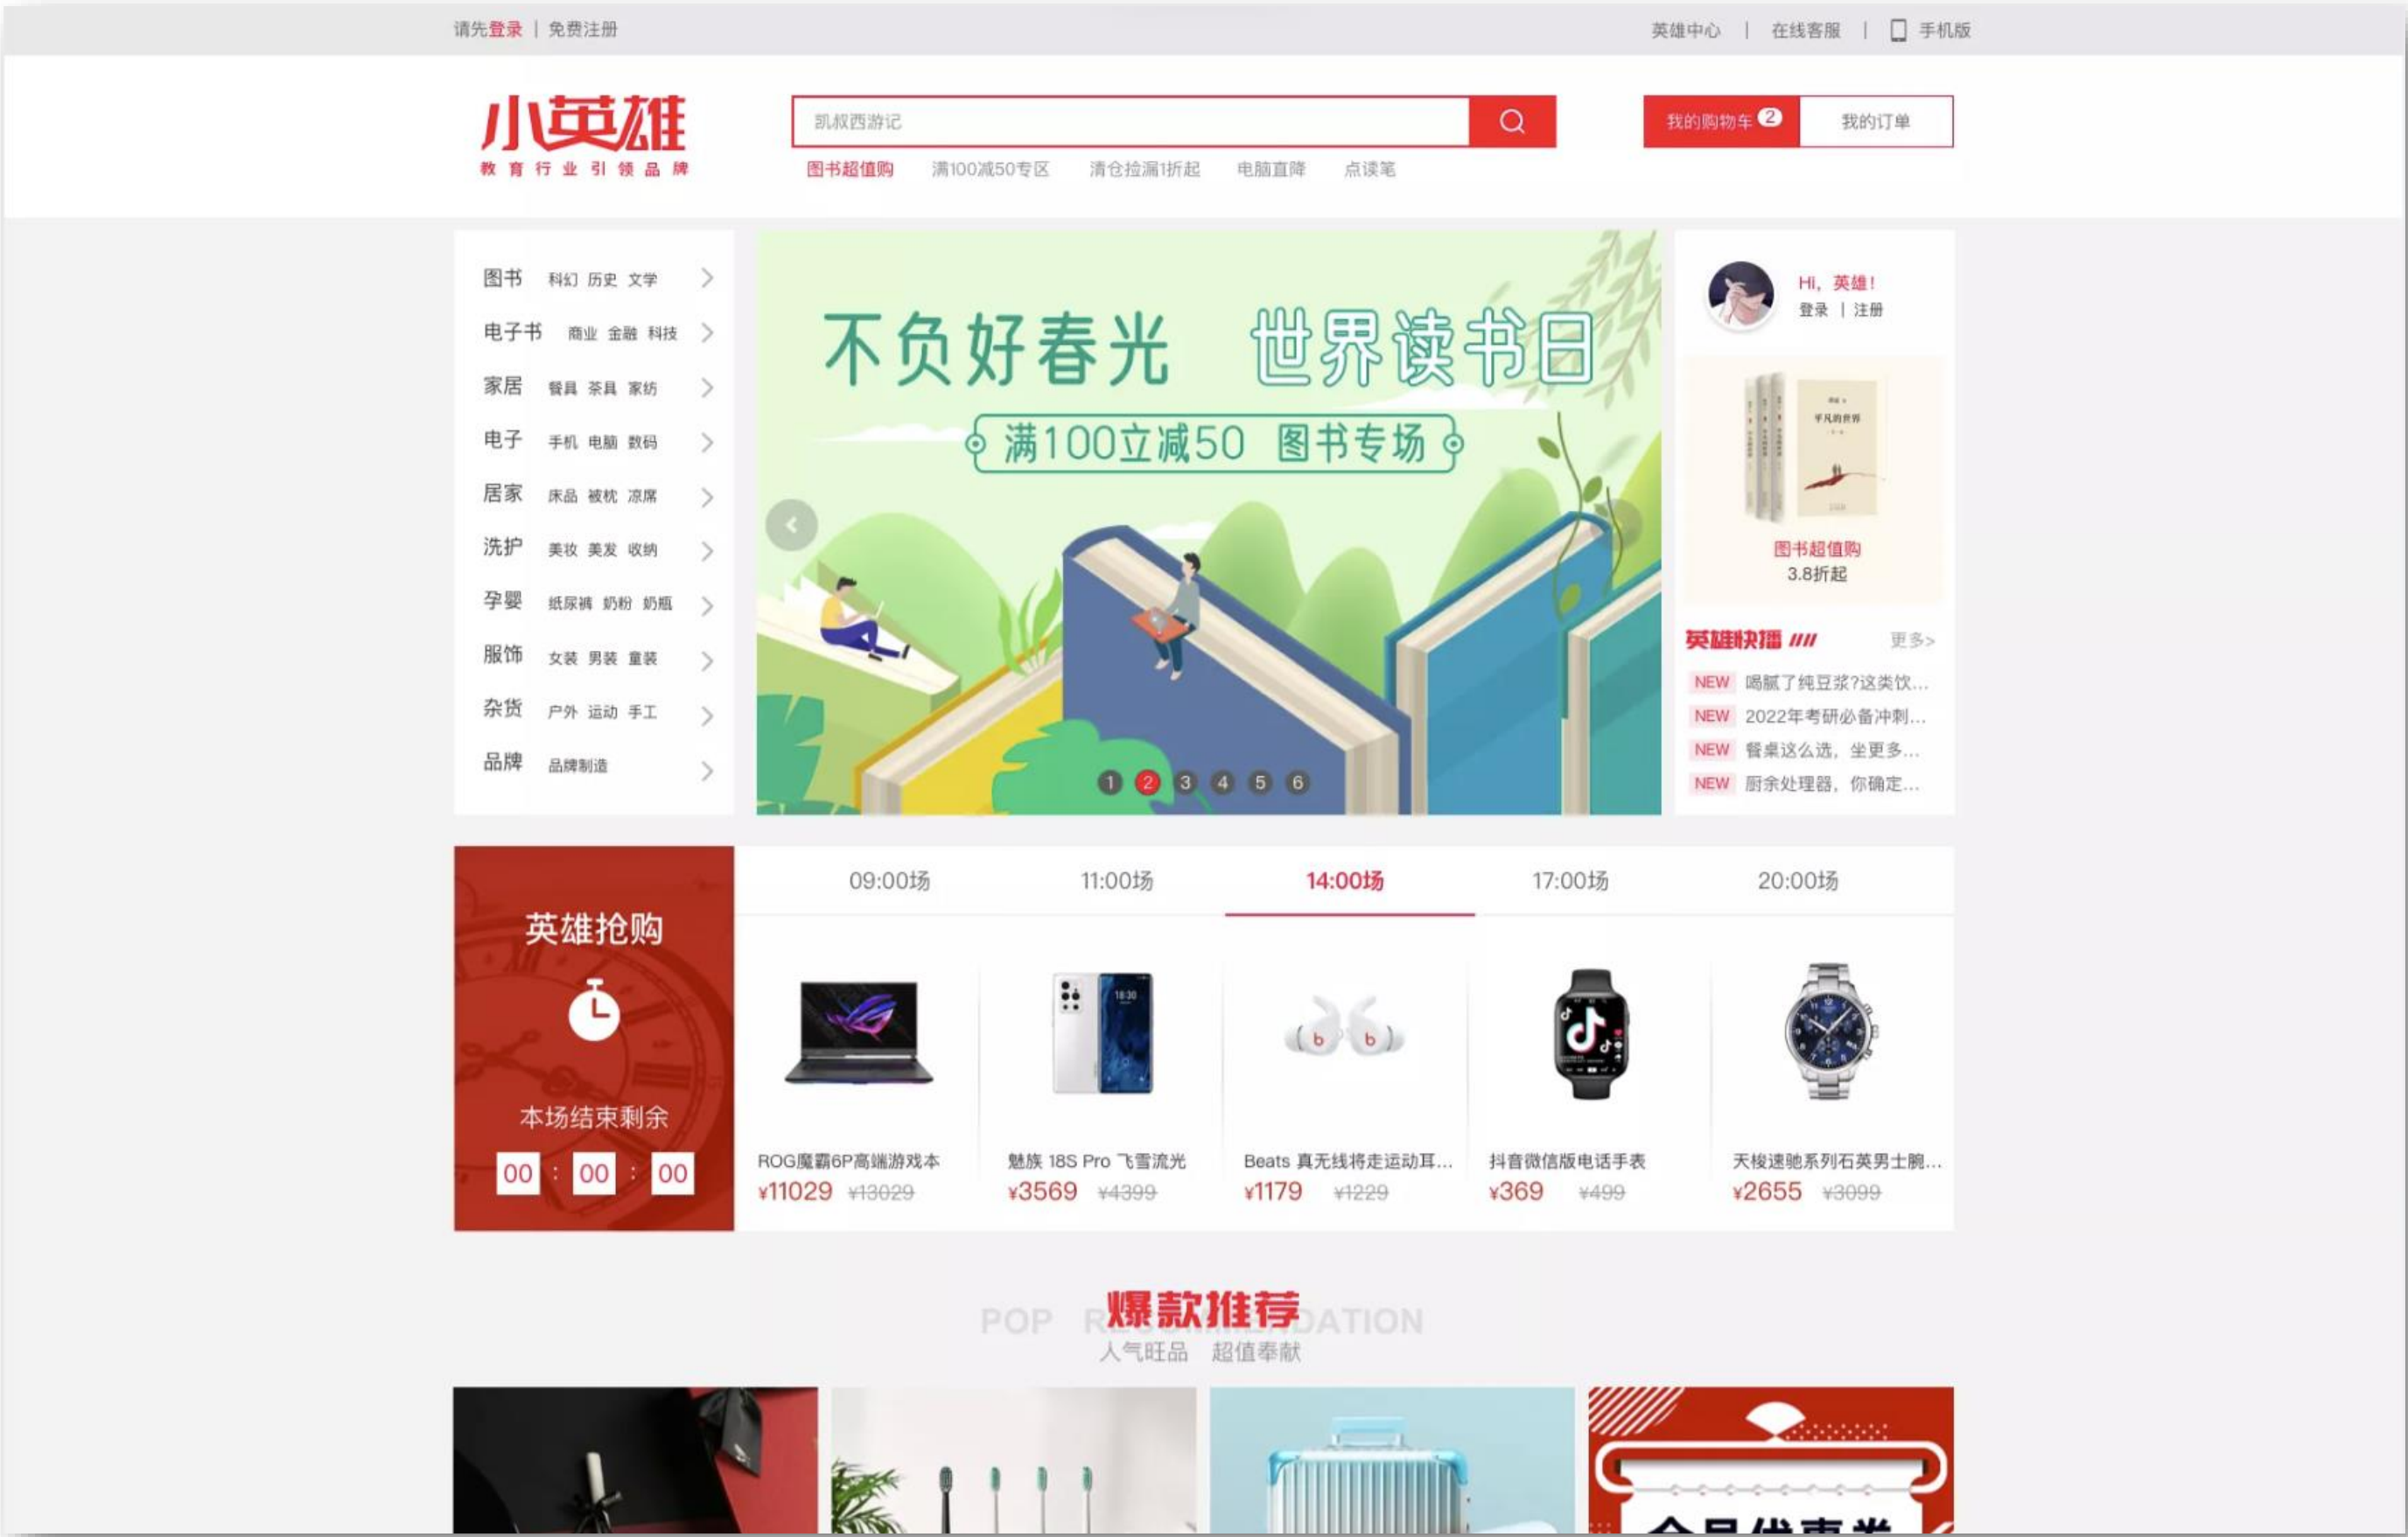 请先登录 | 免费注册
英雄中心 | 在线客服 | 手机版
小英雄
教育行业引领品牌
凯叔西游记
我的购物车 2
我的订单
图书超值购 满100减50专区 清仓捡漏1折起 电脑直降 点读笔
图书 科幻 历史 文学
电子书 商业 金融 科技
家居 餐具 茶具 家纺
电子 手机 电脑 数码
居家 床品 被枕 凉席
洗护 美妆 美发 收纳
孕婴 纸尿裤 奶粉 奶瓶
服饰 女装 男装 童装
杂货 户外 运动 手工
品牌 品牌制造
不负好春光 世界读书日
满100立减50 图书专场
1 2 3 4 5 6
Hi，英雄！
登录 | 注册
平凡的世界
图书超值购
3.8折起
英雄快播 更多>
NEW 喝腻了纯豆浆?这类饮...
NEW 2022年考研必备冲刺...
NEW 餐桌这么选，坐更多...
NEW 厨余处理器，你确定...
英雄抢购
本场结束剩余
00 : 00 : 00
09:00场 11:00场 14:00场 17:00场 20:00场
18:30
b b
ROG魔霸6P高端游戏本
¥11029 ¥13029
魅族 18S Pro 飞雪流光
¥3569 ¥4399
Beats 真无线将走运动耳...
¥1179 ¥1229
抖音微信版电话手表
¥369 ¥499
天梭速驰系列石英男士腕...
¥2655 ¥3099
爆款推荐
POP RECOMMENDATION
人气旺品 超值奉献